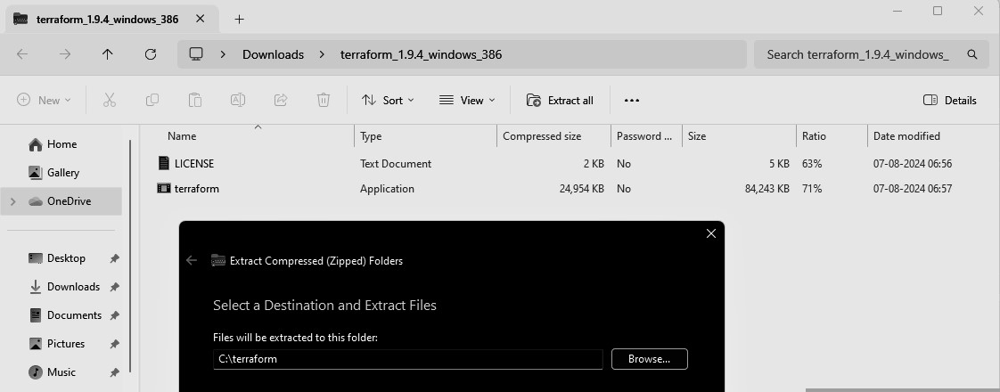 terraform_1.9.4_windows_386
Downloads > terraform_1.9.4_windows_386 Search terraform_1.9.4_windows_
New Sort View Extract all Details
Name Type Compressed size Password ... Size Ratio Date modified
LICENSE Text Document 2 KB No 5 KB 63% 07-08-2024 06:56
terraform Application 24,954 KB No 84,243 KB 71% 07-08-2024 06:57
Home
Gallery
OneDrive
Desktop
Downloads
Documents
Pictures
Music
Extract Compressed (Zipped) Folders
Select a Destination and Extract Files
Files will be extracted to this folder:
C:\terraform Browse...